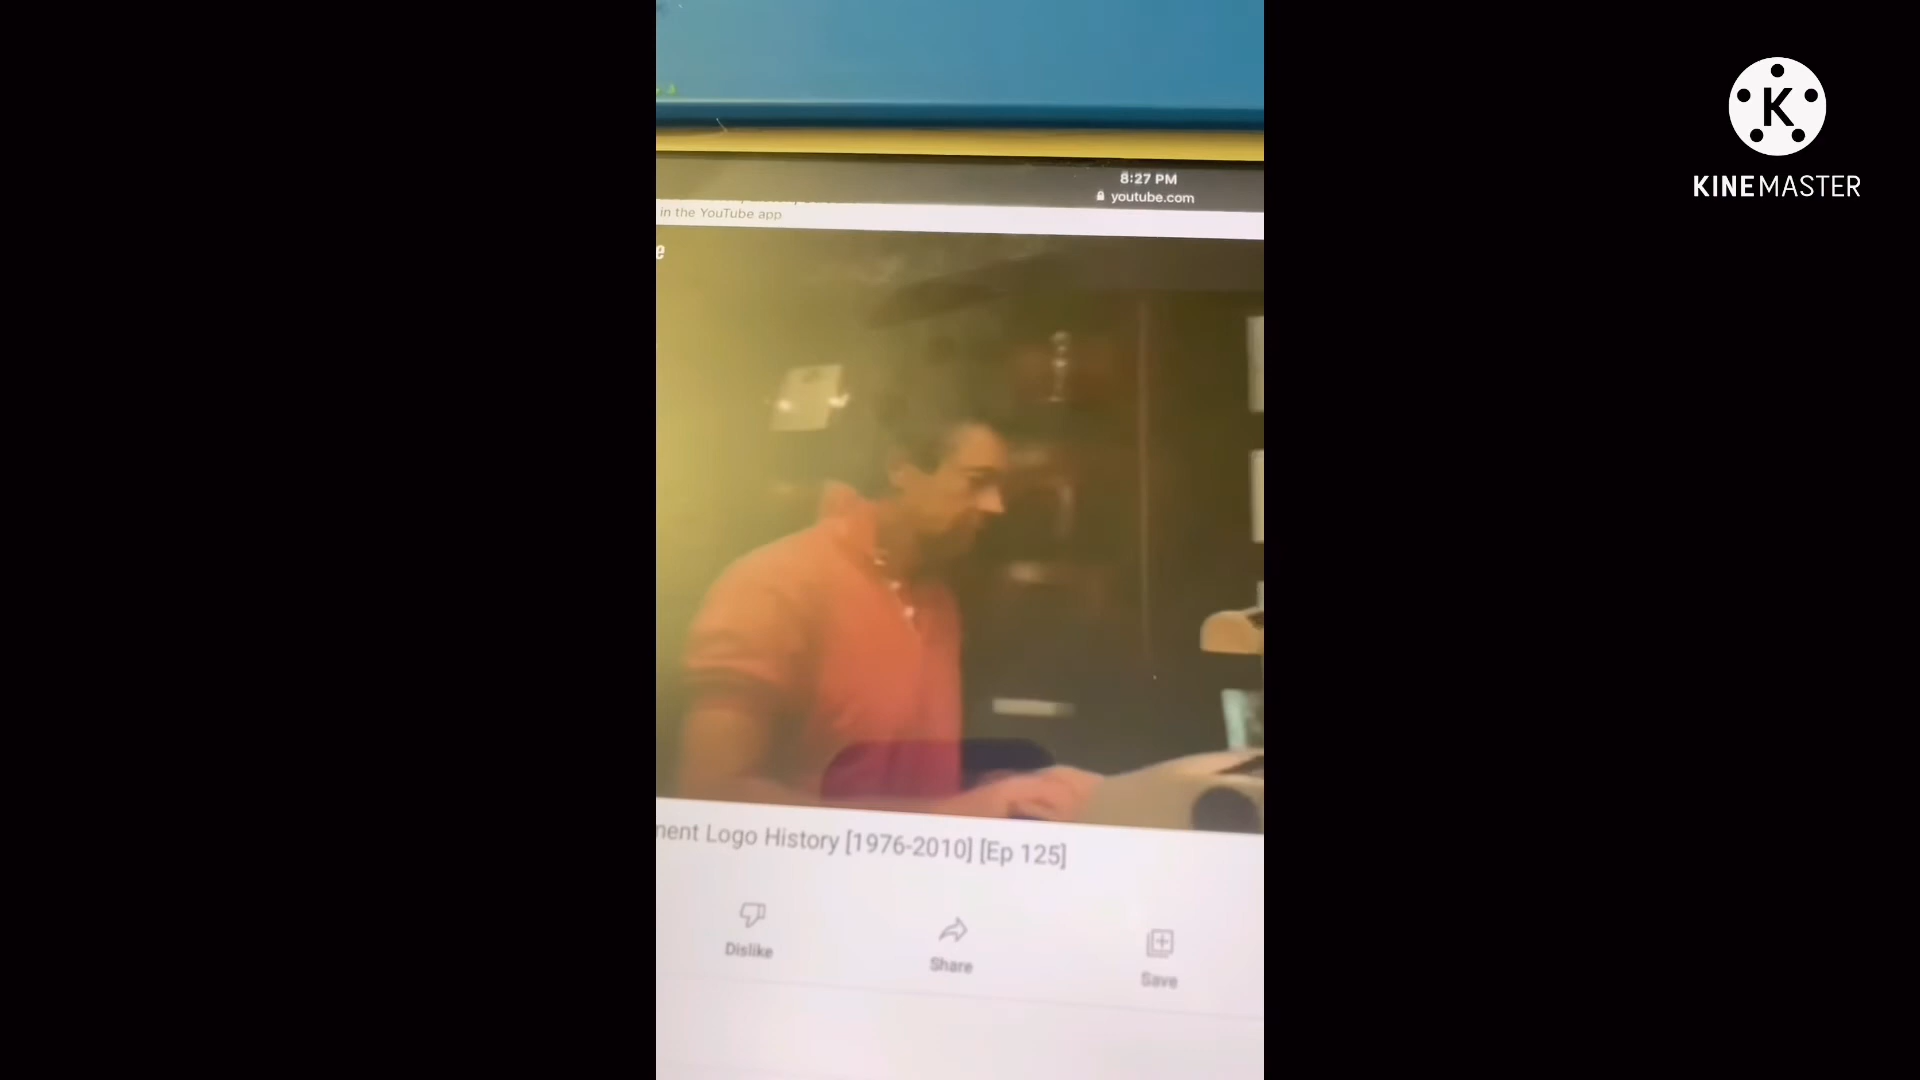 8:27 PM
youtube.com
in the YouTube app
e
nent Logo History [1976-2010] [Ep 125]
Dislike
Share
Save
K
KINEMASTER